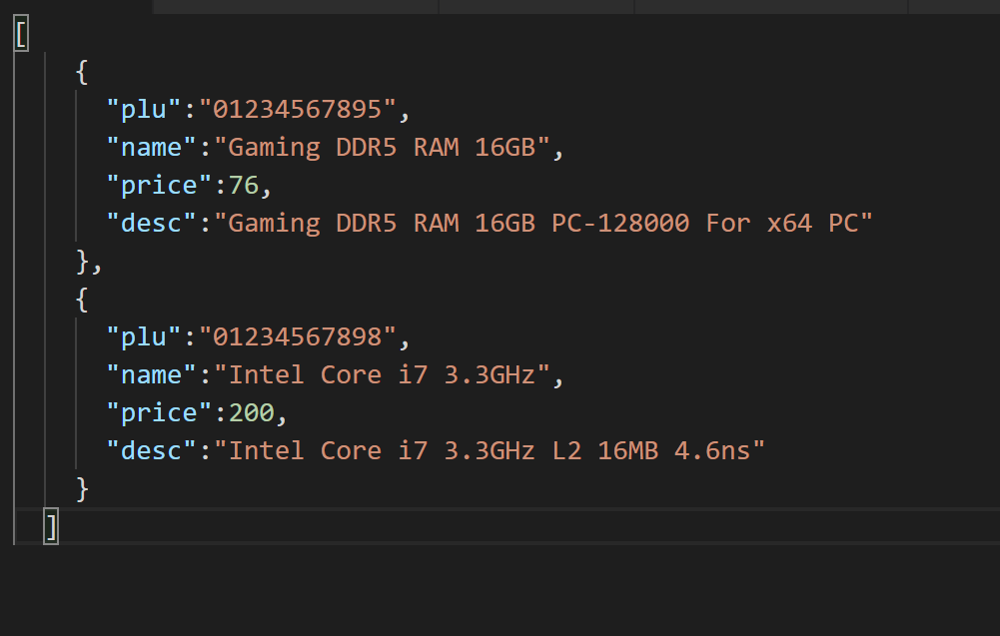 [
{
"plu":"01234567895",
"name":"Gaming DDR5 RAM 16GB",
"price":76,
"desc":"Gaming DDR5 RAM 16GB PC-128000 For x64 PC"
},
{
"plu":"01234567898",
"name":"Intel Core i7 3.3GHz",
"price":200,
"desc":"Intel Core i7 3.3GHz L2 16MB 4.6ns"
}
]